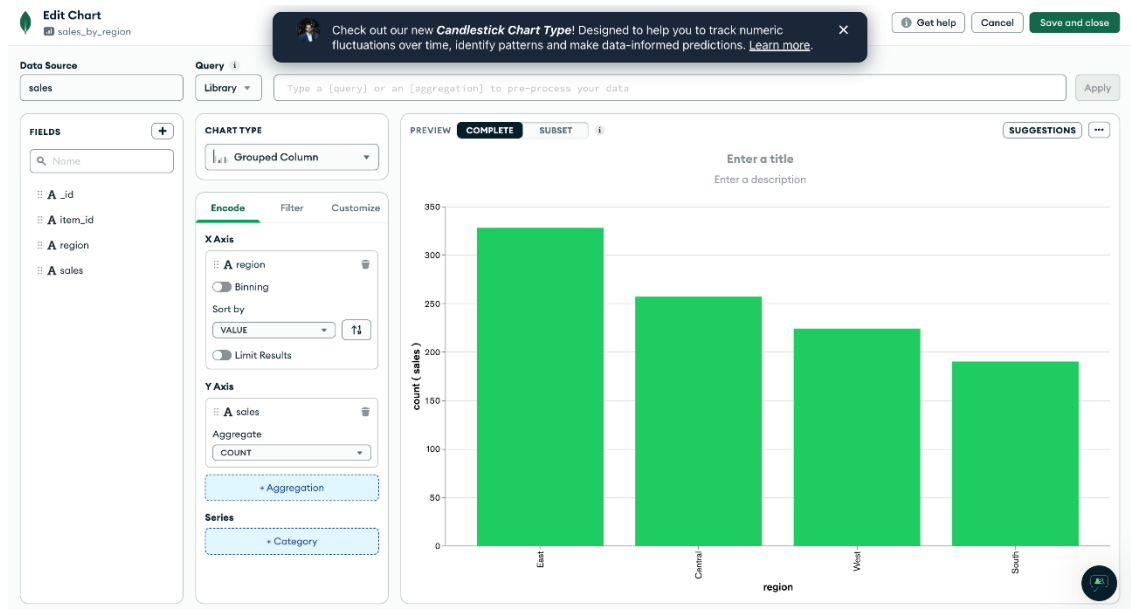 Edit Chart
sales_by_region
Check out our new Candlestick Chart Type! Designed to help you to track numeric
fluctuations over time, identify patterns and make data-informed predictions. Learn more.
Get help
Cancel
Save and close
Data Source
Query i
sales
Library
Type a {query} or an [aggregation] to pre-process your data
Apply
FIELDS
+
Name
A _id
A item_id
A region
A sales
CHART TYPE
Grouped Column
Encode
Filter
Customize
X Axis
A region
Binning
Sort by
VALUE
Limit Results
Y Axis
A sales
Aggregate
COUNT
+ Aggregation
Series
+ Category
PREVIEW
COMPLETE
SUBSET
i
SUGGESTIONS
...
Enter a title
Enter a description
350
300
250
200
150
100
50
0
count ( sales )
East
Central
West
South
region